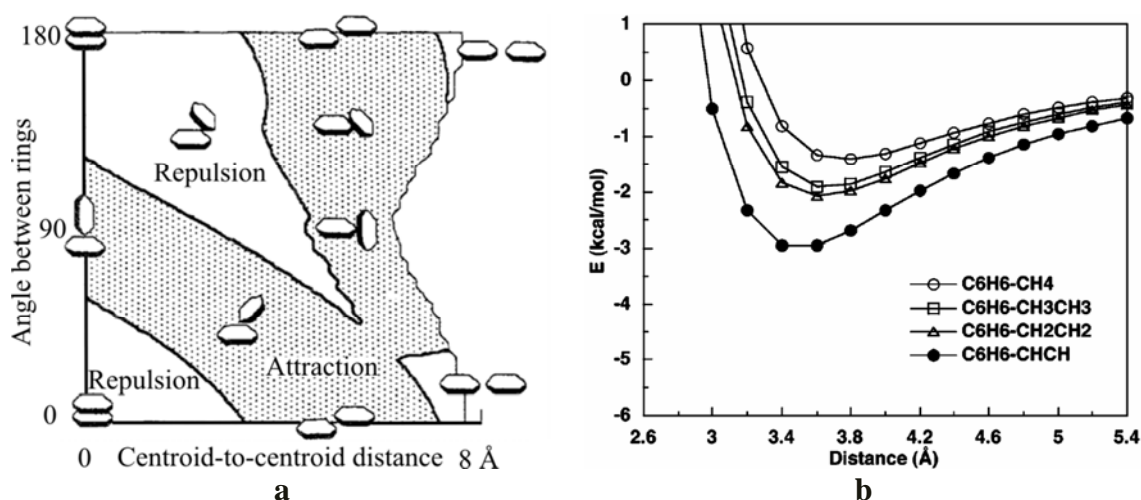 180
90
0
Angle between rings
Repulsion
Repulsion
Attraction
0 Centroid-to-centroid distance 8 Å
a
1
0
-1
-2
-3
-4
-5
-6
E (kcal/mol)
C6H6-CH4
C6H6-CH3CH3
C6H6-CH2CH2
C6H6-CHCH
2.6 3 3.4 3.8 4.2 4.6 5 5.4
Distance (Å)
b